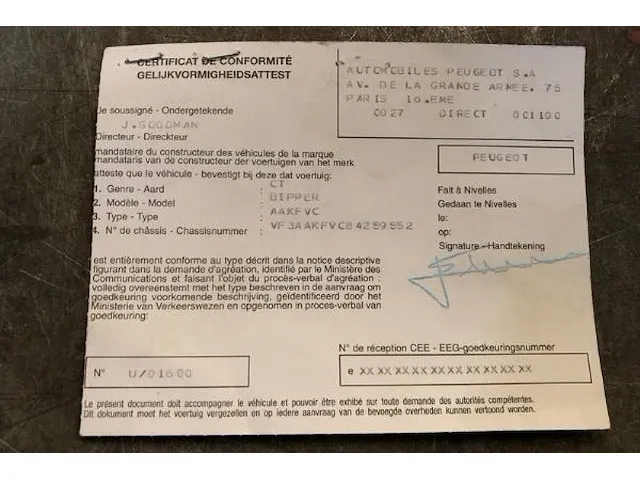 CERTIFICAT DE CONFORMITÉ
GELIJKVORMIGHEIDSATTEST
AUTOMOBILES PEUGEOT S.A
AV. DE LA GRANDE ARMEE, 75
PARIS 16.EME
0027 DIRECT 001100
Je soussigné - Ondergetekende
J.GOODMAN
Directeur - Direckteur
mandataire du constructeur des véhicules de la marque
mandataris van de constructeur der voertuigen van het merk
PEUGEOT
atteste que le véhicule - bevestigt bij deze dat voertuig:
1. Genre - Aard : CT
2. Modèle - Model : BIPPER
3. Type - Type : AAKFVC
4. N° de châssis - Chassisnummer : VF3AAKFVC84259552
Fait à Nivelles
Gedaan te Nivelles
le:
op:
Signature - Handtekening
est entièrement conforme au type décrit dans la notice descriptive
figurant dans la demande d'agréation, identifié par le Ministère des
Communications et faisant l'objet du procès-verbal d'agréation :
volledig overeenstemt met het type beschreven in de aanvraag om
goedkeuring voorkomende beschrijving, geïdentificeerd door het
Ministerie van Verkeerswezen en opgenomen in proces-verbal van
goedkeuring:
N° U/01600
N° de réception CEE - EEG-goedkeuringsnummer
e XX XX XX XX XX XX XX XX XX XX
Le présent document doit accompagner le véhicule et pouvoir être exhibé sur toute demande des autorités compétentes.
Dit dokument moet het voertuig vergezellen en op iedere aanvraag van de bevoegde overheden kunnen vertoond worden.